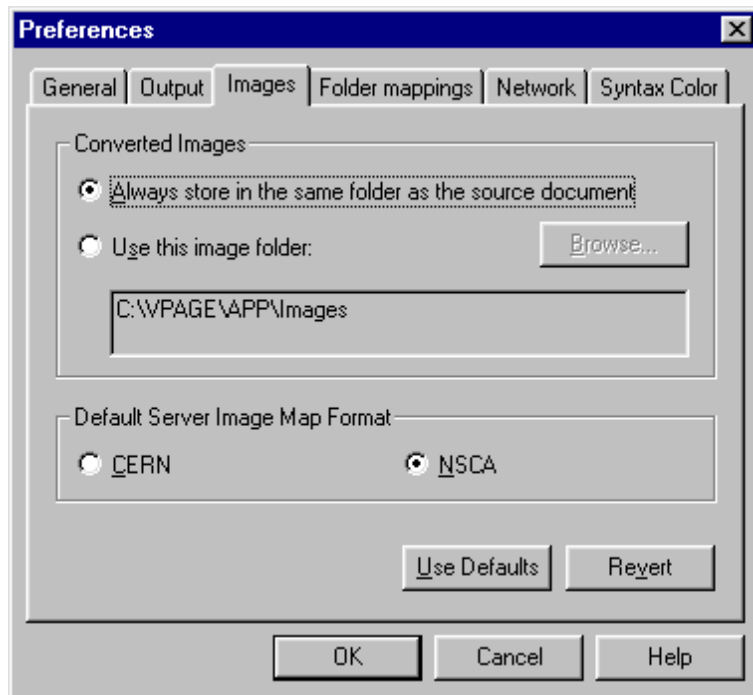 Preferences
General Output Images Folder mappings Network Syntax Color
Converted Images
Always store in the same folder as the source document
Use this image folder: Browse...
C:\VPAGE\APP\Images
Default Server Image Map Format
CERN NSCA
Use Defaults Revert
OK Cancel Help